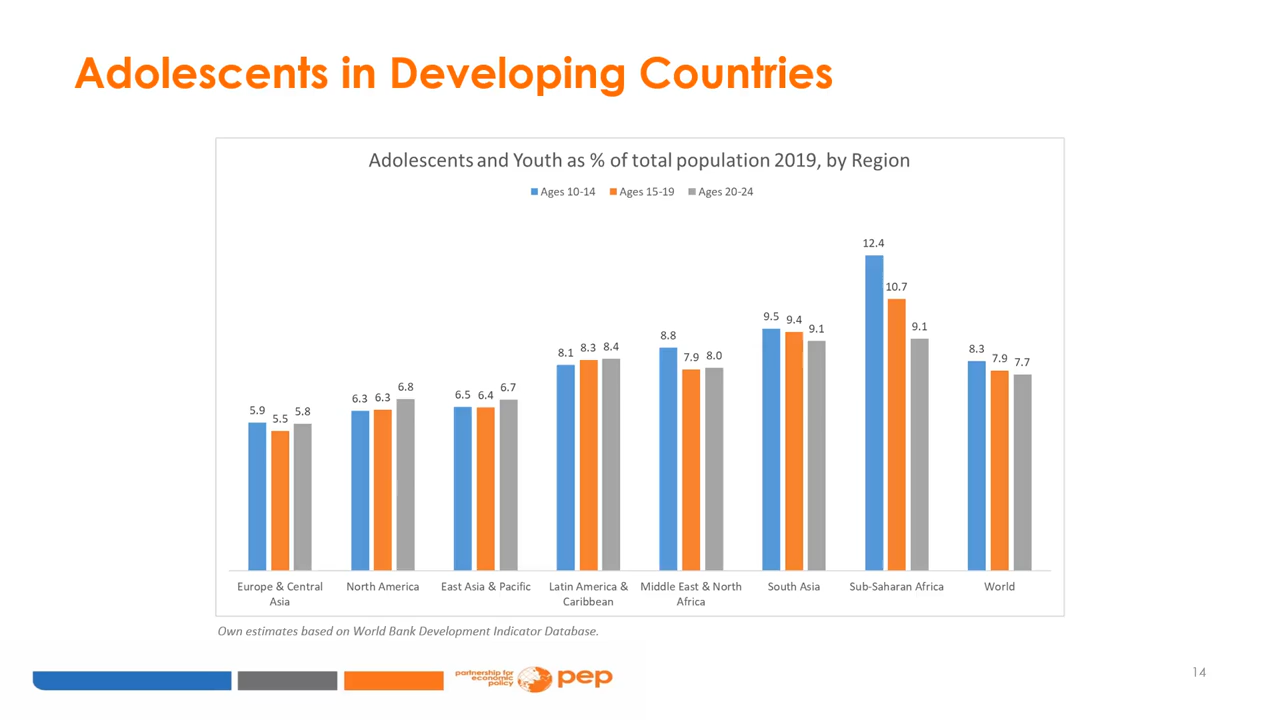 Adolescents in Developing Countries
Adolescents and Youth as % of total population 2019, by Region
Ages 10-14 Ages 15-19 Ages 20-24
5.9 5.5 5.8
6.3 6.3 6.8
6.5 6.4 6.7
8.1 8.3 8.4
8.8 7.9 8.0
9.5 9.4 9.1
12.4 10.7 9.1
8.3 7.9 7.7
Europe & Central
Asia
North America
East Asia & Pacific
Latin America &
Caribbean
Middle East & North
Africa
South Asia
Sub-Saharan Africa
World
Own estimates based on World Bank Development Indicator Database.
partnership for
economic
policy
pep
14